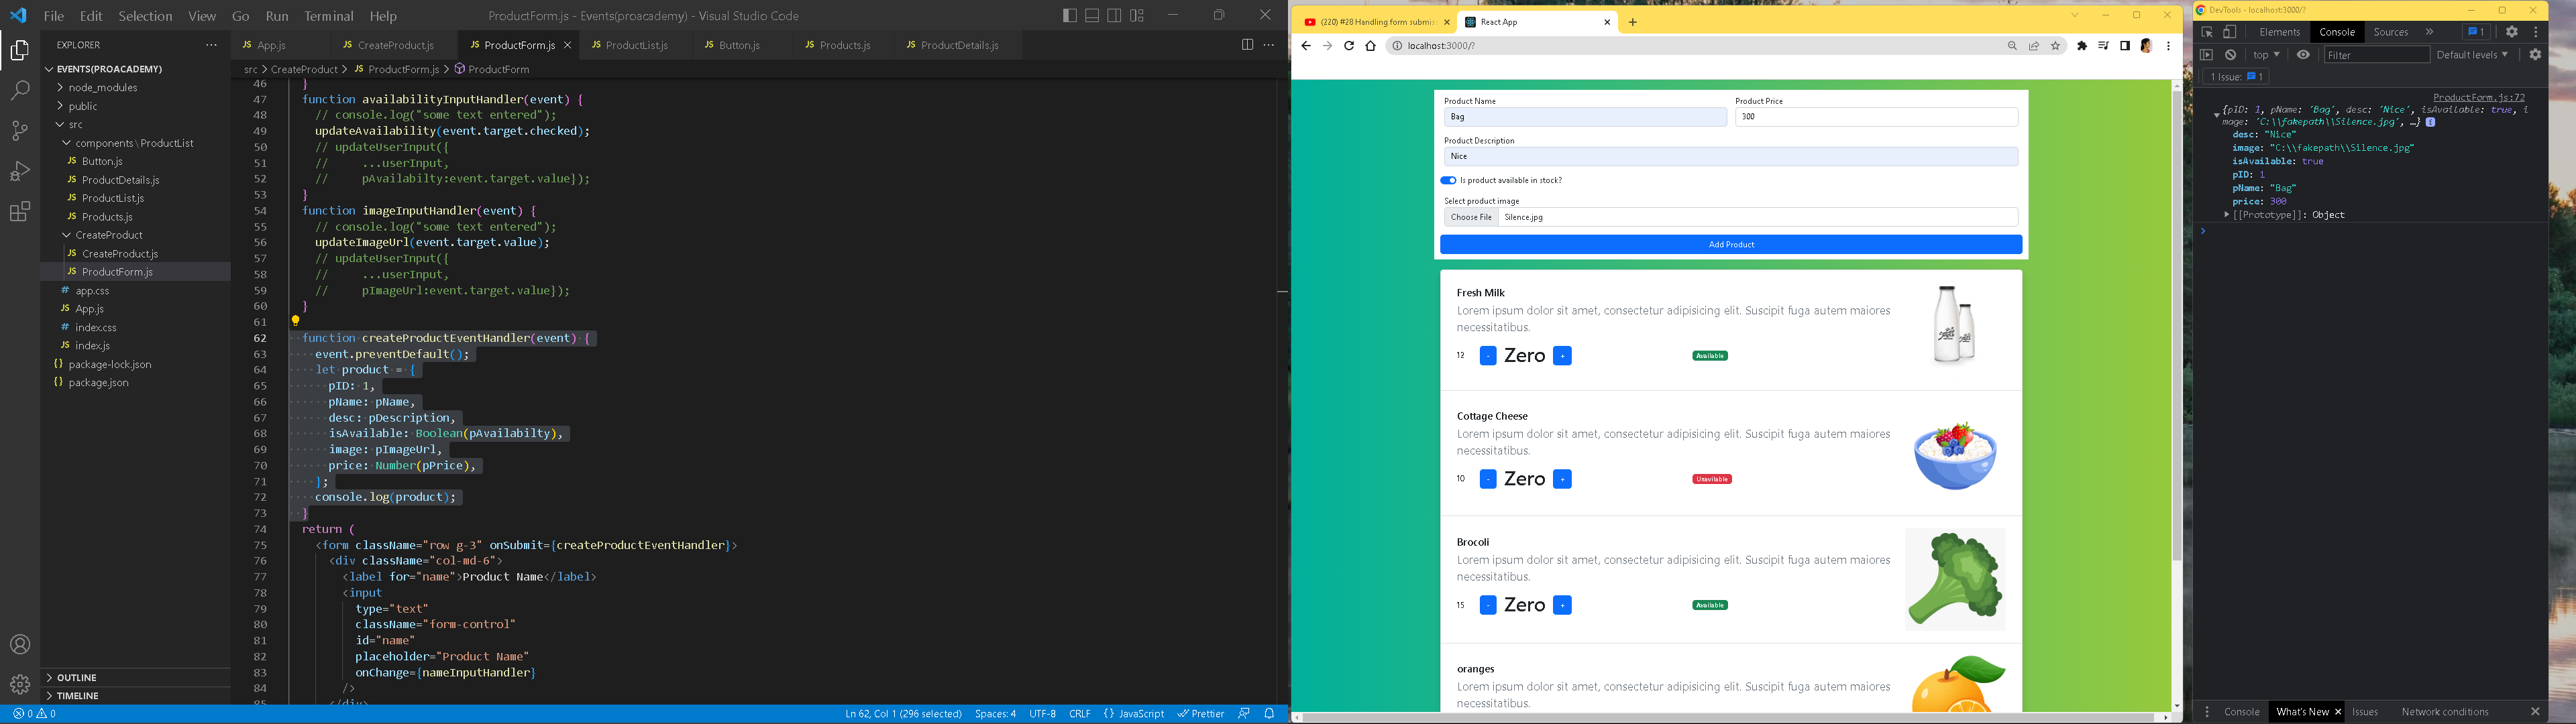 File Edit Selection View Go Run Terminal Help
ProductForm.js - Events(proacademy) - Visual Studio Code
EXPLORER
EVENTS(PROACADEMY)
node_modules
public
src
components\ProductList
Button.js
ProductDetails.js
ProductList.js
Products.js
CreateProduct
CreateProduct.js
ProductForm.js
app.css
App.js
index.css
index.js
package-lock.json
package.json
OUTLINE
TIMELINE
App.js CreateProduct.js ProductForm.js ProductList.js Button.js Products.js ProductDetails.js
src > CreateProduct > ProductForm.js > ProductForm
46 }
47 function availabilityInputHandler(event) {
48 // console.log("some text entered");
49 updateAvailability(event.target.checked);
50 // updateUserInput({
51 // ...userInput,
52 // pAvailabilty:event.target.value});
53 }
54 function imageInputHandler(event) {
55 // console.log("some text entered");
56 updateImageUrl(event.target.value);
57 // updateUserInput({
58 // ...userInput,
59 // pImageUrl:event.target.value});
60 }
61
62 function createProductEventHandler(event) {
63 event.preventDefault();
64 let product = {
65 pID: 1,
66 pName: pName,
67 desc: pDescription,
68 isAvailable: Boolean(pAvailabilty),
69 image: pImageUrl,
70 price: Number(pPrice),
71 };
72 console.log(product);
73 }
74 return (
75 <form className="row g-3" onSubmit={createProductEventHandler}>
76 <div className="col-md-6">
77 <label for="name">Product Name</label>
78 <input
79 type="text"
80 className="form-control"
81 id="name"
82 placeholder="Product Name"
83 onChange={nameInputHandler}
84 />
85 </div>
0 0 Ln 62, Col 1 (296 selected) Spaces: 4 UTF-8 CRLF {} JavaScript Prettier
(220) #28 Handling form submis React App
localhost:3000/?
Product Name Product Price
Bag 300
Product Description
Nice
Is product available in stock?
Select product image
Choose File Silence.jpg
Add Product
Fresh Milk
Lorem ipsum dolor sit amet, consectetur adipisicing elit. Suscipit fuga autem maiores
necessitatibus.
12 - Zero + Available
Cottage Cheese
Lorem ipsum dolor sit amet, consectetur adipisicing elit. Suscipit fuga autem maiores
necessitatibus.
10 - Zero + Unavailable
Brocoli
Lorem ipsum dolor sit amet, consectetur adipisicing elit. Suscipit fuga autem maiores
necessitatibus.
15 - Zero + Available
oranges
Lorem ipsum dolor sit amet, consectetur adipisicing elit. Suscipit fuga autem maiores
necessitatibus.
DevTools - localhost:3000/?
Elements Console Sources » 1
top Filter Default levels
1 Issue: 1
ProductForm.js:72
{pID: 1, pName: 'Bag', desc: 'Nice', isAvailable: true, i
mage: 'C:\\fakepath\\Silence.jpg', …}
desc: "Nice"
image: "C:\\fakepath\\Silence.jpg"
isAvailable: true
pID: 1
pName: "Bag"
price: 300
[[Prototype]]: Object
Console What's New Issues Network conditions